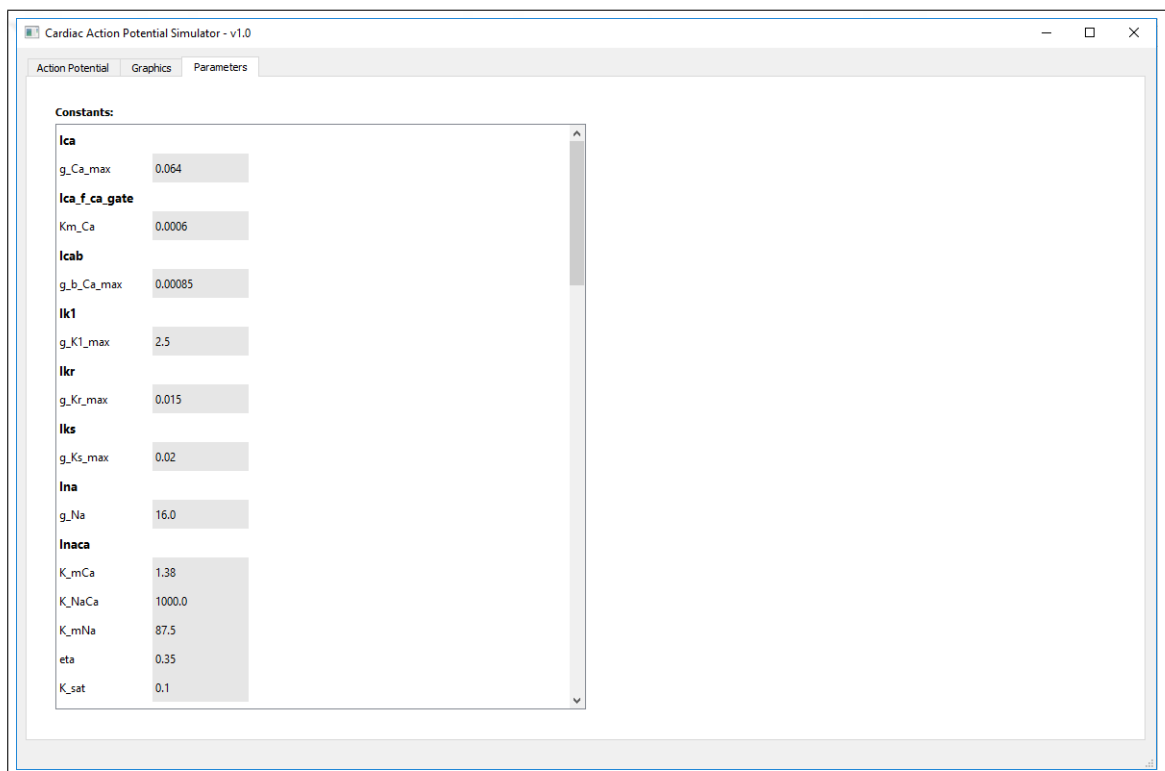 Cardiac Action Potential Simulator - v1.0
Action Potential Graphics Parameters
Constants:
Ica
g_Ca_max 0.064
Ica_f_ca_gate
Km_Ca 0.0006
Icab
g_b_Ca_max 0.00085
Ik1
g_K1_max 2.5
Ikr
g_Kr_max 0.015
Iks
g_Ks_max 0.02
Ina
g_Na 16.0
Inaca
K_mCa 1.38
K_NaCa 1000.0
K_mNa 87.5
eta 0.35
K_sat 0.1